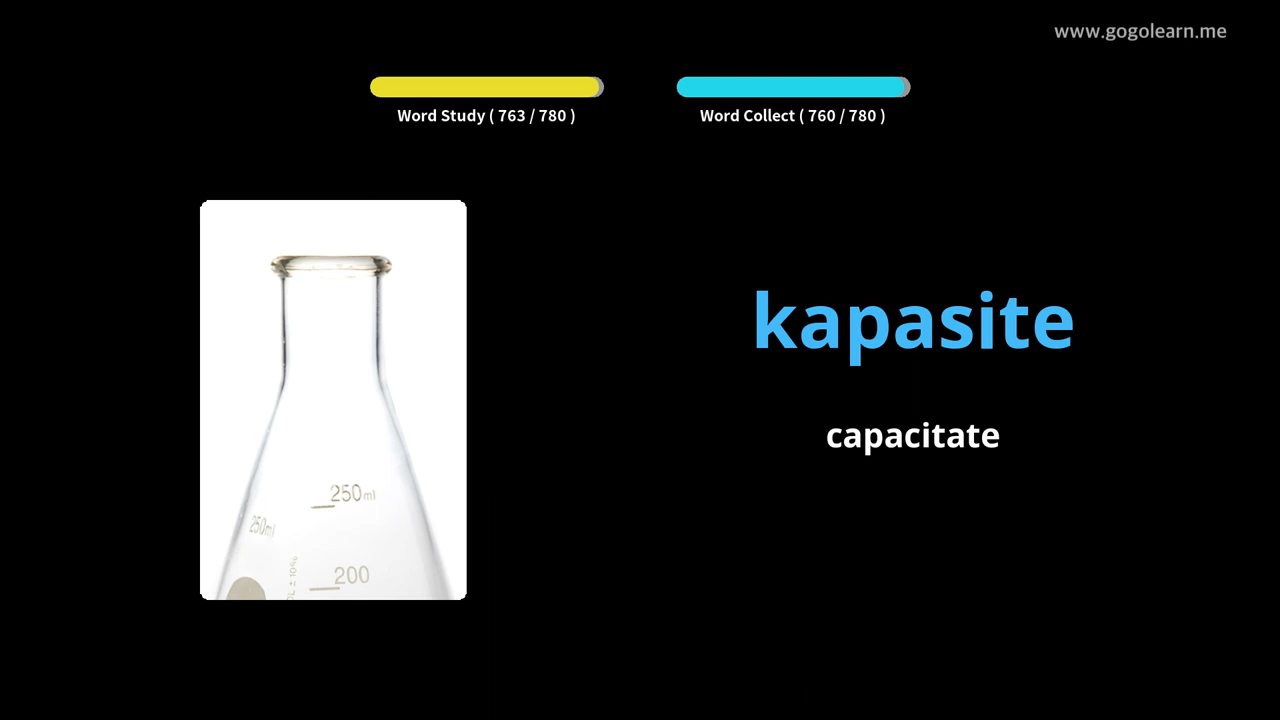 www.gogolearn.me
Word Study ( 763 / 780 )
Word Collect ( 760 / 780 )
kapasite
capacitate
250ml
250ml
200